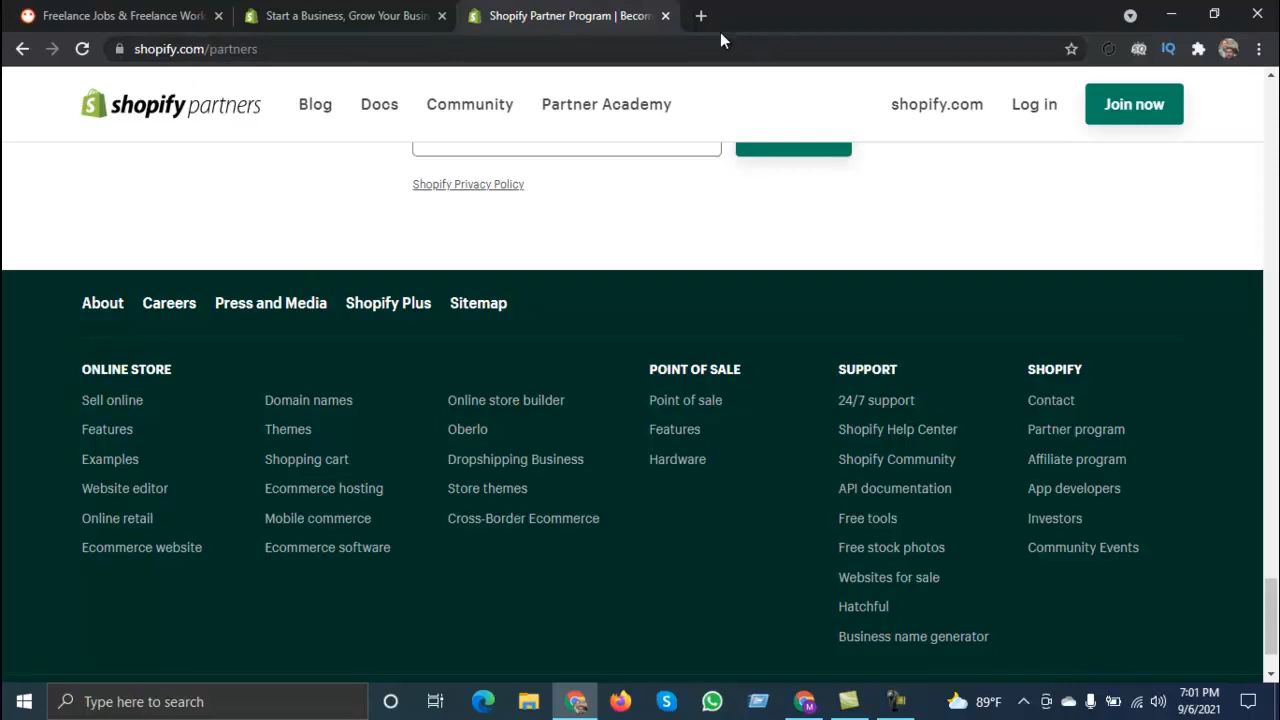 Freelance Jobs & Freelance Work
Start a Business, Grow Your Busin
Shopify Partner Program | Becom
shopify.com/partners
IQ
shopify partners
Blog
Docs
Community
Partner Academy
shopify.com
Log in
Join now
Shopify Privacy Policy
About
Careers
Press and Media
Shopify Plus
Sitemap
ONLINE STORE
Sell online
Features
Examples
Website editor
Online retail
Ecommerce website
Domain names
Themes
Shopping cart
Ecommerce hosting
Mobile commerce
Ecommerce software
Online store builder
Oberlo
Dropshipping Business
Store themes
Cross-Border Ecommerce
POINT OF SALE
Point of sale
Features
Hardware
SUPPORT
24/7 support
Shopify Help Center
Shopify Community
API documentation
Free tools
Free stock photos
Websites for sale
Hatchful
Business name generator
SHOPIFY
Contact
Partner program
Affiliate program
App developers
Investors
Community Events
Type here to search
89°F
7:01 PM
9/6/2021